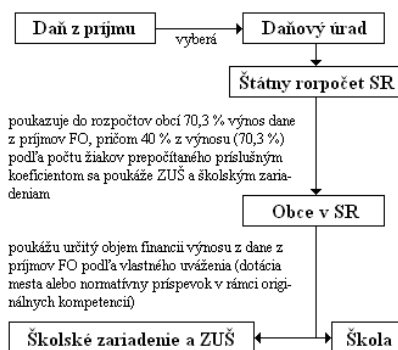 Daň z príjmu
vyberá
Daňový úrad
Štátny rorpočet SR
poukazuje do rozpočtov obcí 70,3 % výnos dane
z príjmov FO, pričom 40 % z výnosu (70,3 %)
podľa počtu žiakov prepočítaného príslušným
koeficientom sa poukáže ZUŠ a školským zaria-
deniam
Obce v SR
poukážu určitý objem financii výnosu z dane z
príjmov FO podľa vlastného uváženia (dotácia
mesta alebo normatívny príspevok v rámci origi-
nálnych kompetencií)
Školské zariadenie a ZUŠ
Škola